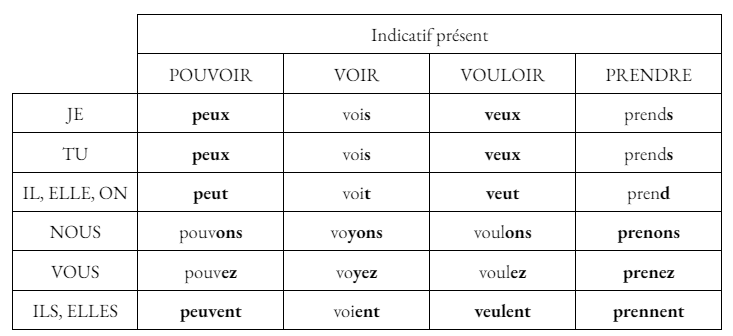 Indicatif présent
POUVOIR VOIR VOULOIR PRENDRE
JE peux vois veux prends
TU peux vois veux prends
IL, ELLE, ON peut voit veut prend
NOUS pouvons voyons voulons prenons
VOUS pouvez voyez voulez prenez
ILS, ELLES peuvent voient veulent prennent